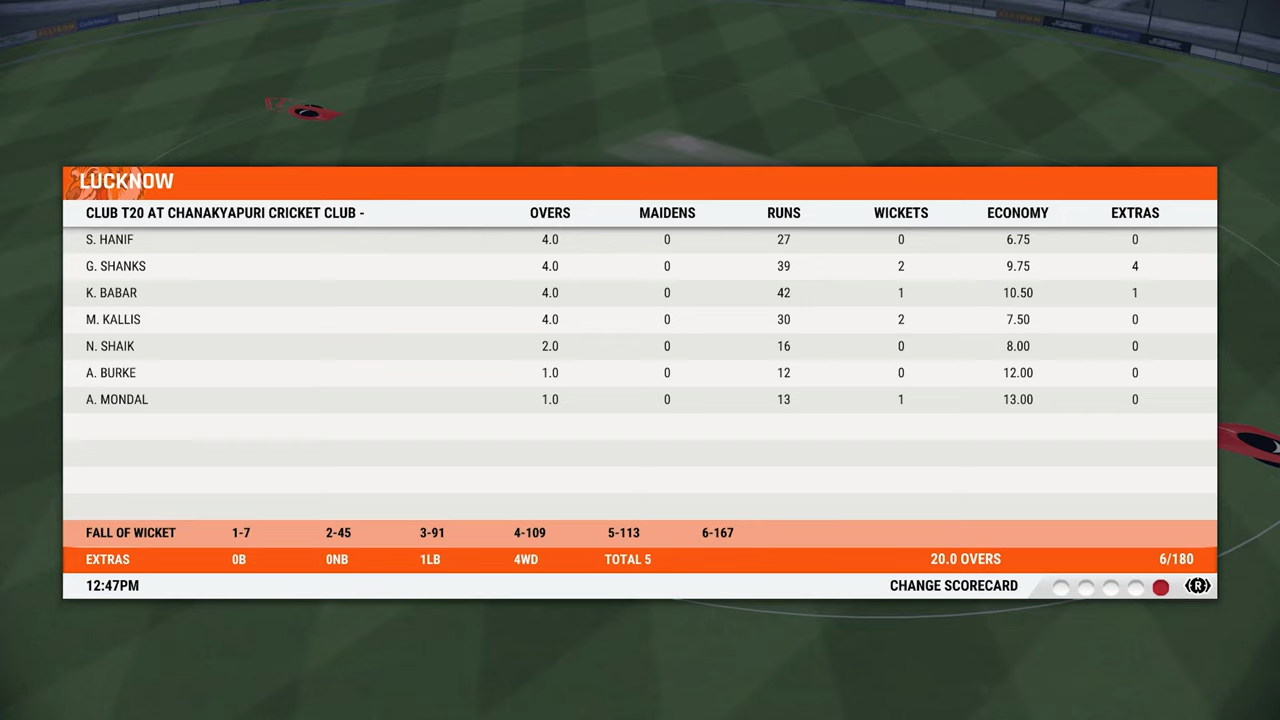 LUCKNOW
CLUB T20 AT CHANAKYAPURI CRICKET CLUB - OVERS MAIDENS RUNS WICKETS ECONOMY EXTRAS
S. HANIF 4.0 0 27 0 6.75 0
G. SHANKS 4.0 0 39 2 9.75 4
K. BABAR 4.0 0 42 1 10.50 1
M. KALLIS 4.0 0 30 2 7.50 0
N. SHAIK 2.0 0 16 0 8.00 0
A. BURKE 1.0 0 12 0 12.00 0
A. MONDAL 1.0 0 13 1 13.00 0
FALL OF WICKET 1-7 2-45 3-91 4-109 5-113 6-167
EXTRAS 0B 0NB 1LB 4WD TOTAL 5 20.0 OVERS 6/180
12:47PM CHANGE SCORECARD R